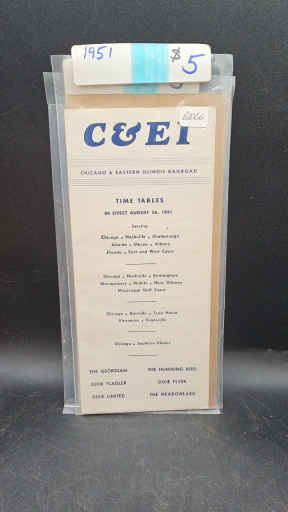 1951
5
C&EI
CHICAGO & EASTERN ILLINOIS RAILROAD
TIME TABLES
IN EFFECT AUGUST 26, 1951
Serving
Chicago • Nashville • Chattanooga
Atlanta • Macon • Albany
Florida • East and West Coast
Chicago • Nashville • Birmingham
Montgomery • Mobile • New Orleans
Mississippi Gulf Coast
Chicago • Danville • Terre Haute
Vincennes • Evansville
Chicago • Southern Illinois
THE GEORGIAN THE HUMMING BIRD
DIXIE FLAGLER DIXIE FLYER
DIXIE LIMITED THE MEADOWLARK